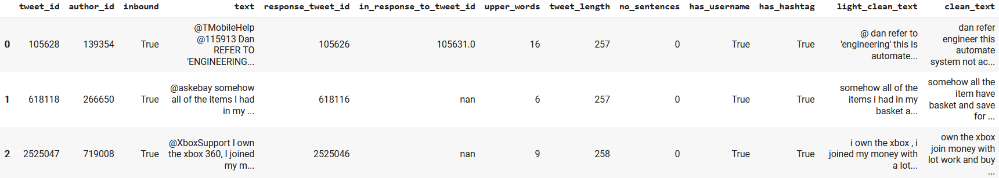 tweet_id author_id inbound text response_tweet_id in_response_to_tweet_id upper_words tweet_length no_sentences has_username has_hashtag light_clean_text clean_text
0 105628 139354 True @TMobileHelp @115913 Dan REFER TO 'ENGINEERING... 105626 105631.0 16 257 0 True True @ dan refer to 'engineering' this is automate... dan refer engineer this automate system not ac...
1 618118 266650 True @askebay somehow all of the items I had in my ... 618116 nan 6 257 0 True True somehow all of the items i had in my basket a... somehow all the item have basket and save for ...
2 2525047 719008 True @XboxSupport I own the xbox 360, I joined my m... 2525046 nan 9 258 0 True True i own the xbox , i joined my money with a lot... own the xbox join money with lot work and buy ...